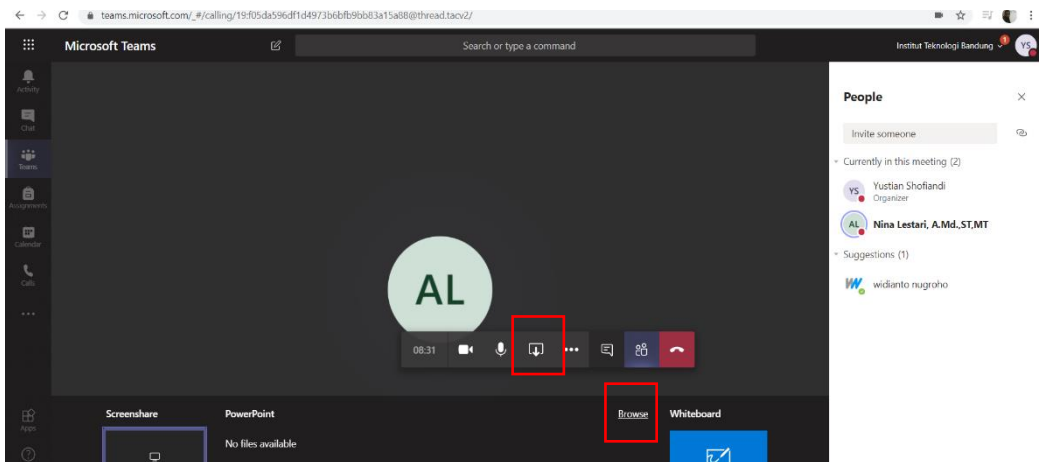 teams.microsoft.com/_#/calling/19:f05da596df1d4973b6bfb9bb83a15a88@thread.tacv2/
Microsoft Teams
Search or type a command
Institut Teknologi Bandung
1
YS
Activity
Chat
Teams
Assignments
Calendar
Calls
Apps
People
Invite someone
Currently in this meeting (2)
YS
Yustian Shofiandi
Organizer
AL
Nina Lestari, A.Md.,ST,MT
Suggestions (1)
widianto nugroho
AL
08:31
Screenshare
PowerPoint
Browse
Whiteboard
No files available